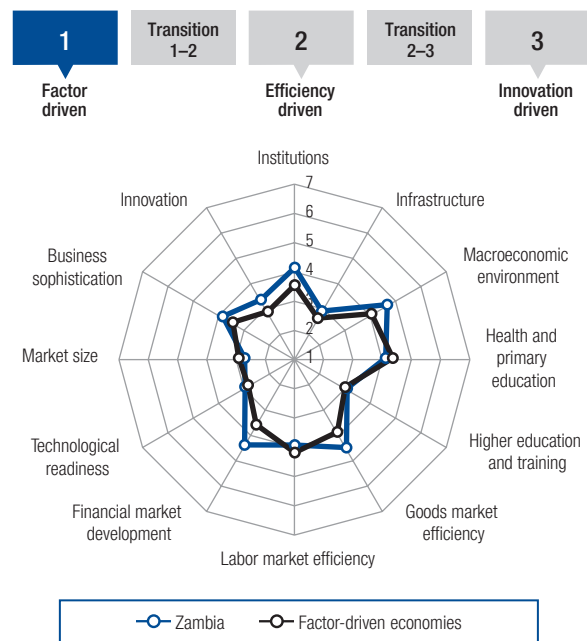 1
Transition
1–2
2
Transition
2–3
3
Factor
driven
Efficiency
driven
Innovation
driven
Institutions
Infrastructure
Macroeconomic
environment
Health and
primary
education
Higher education
and training
Goods market
efficiency
Labor market efficiency
Financial market
development
Technological
readiness
Market size
Business
sophistication
Innovation
7
6
5
4
3
2
1
Zambia
Factor-driven economies